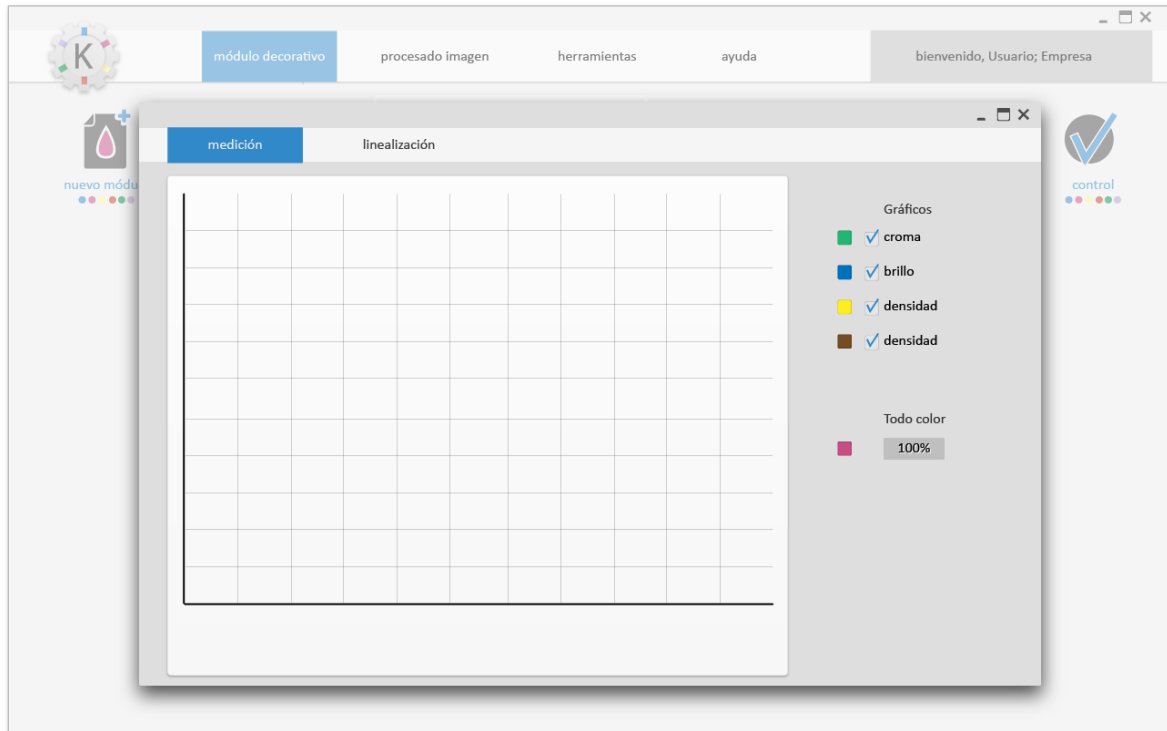 K
módulo decorativo
procesado imagen
herramientas
ayuda
bienvenido, Usuario; Empresa
nuevo módu
control
medición
linealización
Gráficos
croma
brillo
densidad
densidad
Todo color
100%